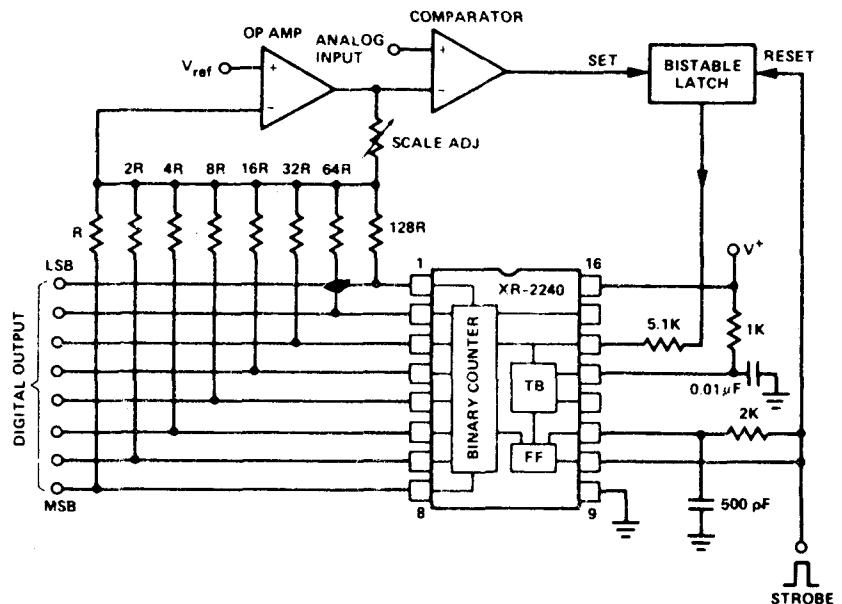 COMPARATOR
OP AMP
ANALOG
INPUT
V_ref
+
−
+
−
SET
BISTABLE
LATCH
RESET
SCALE ADJ
2R
4R
8R
16R
32R
64R
R
128R
LSB
DIGITAL OUTPUT
MSB
1
16
XR-2240
BINARY COUNTER
TB
FF
8
9
V+
5.1K
1K
0.01µF
2K
500 pF
STROBE